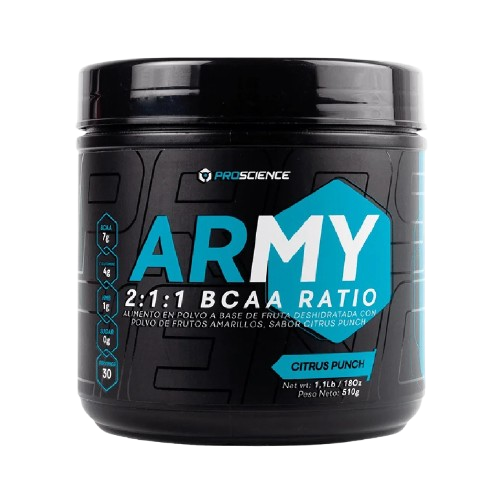 PROSCIENCE
ARMY
2:1:1 BCAA RATIO
ALIMENTO EN POLVO A BASE DE FRUTA DESHIDRATADA CON
POLVO DE FRUTOS AMARILLOS, SABOR CITRUS PUNCH
CITRUS PUNCH
Net wt: 1,1Lb / 18Oz
Peso Neto: 510g
BCAA
7g
4g
1g
0g
30